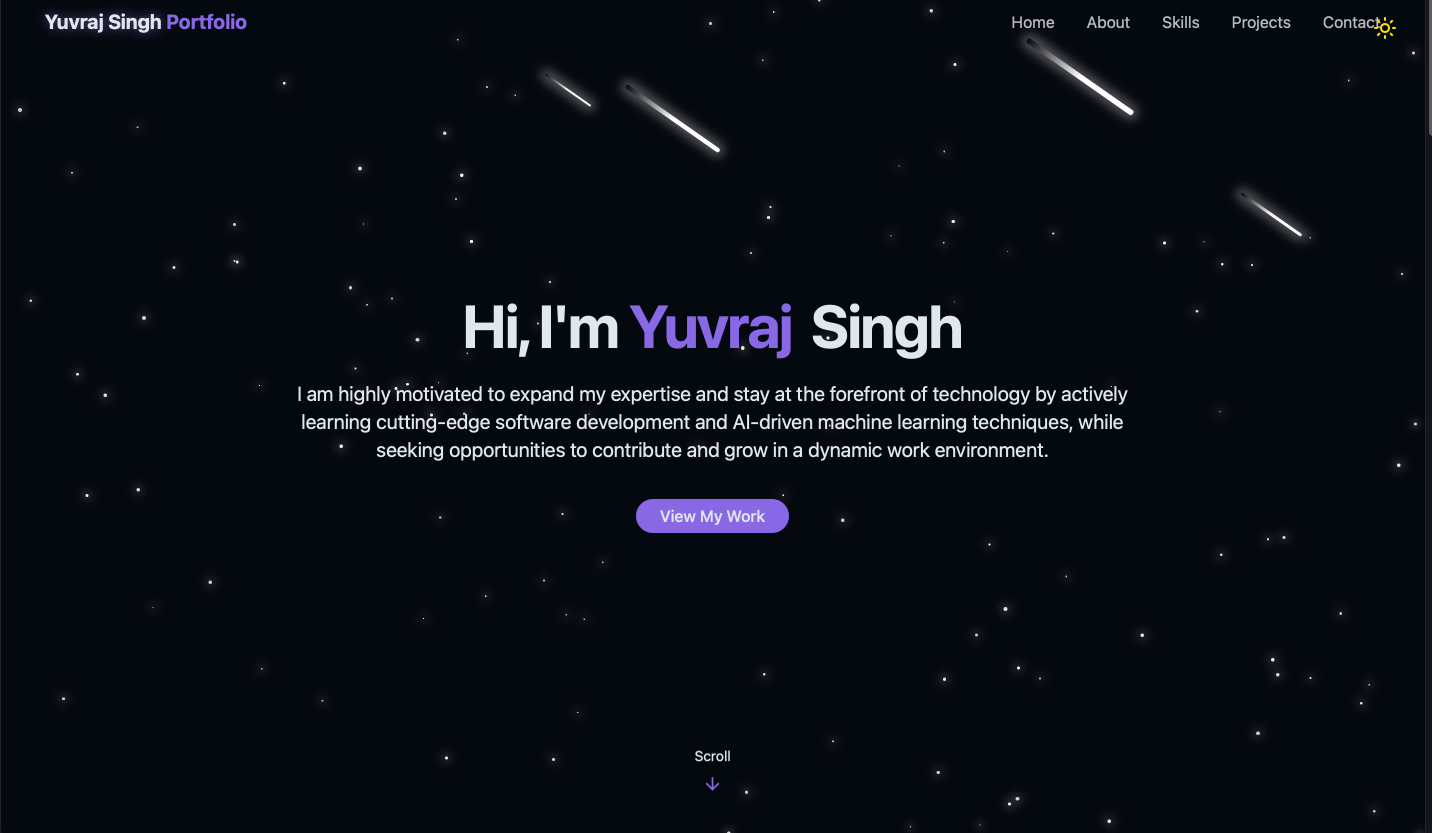 Yuvraj Singh Portfolio
Home About Skills Projects Contact
Hi, I'm Yuvraj Singh
I am highly motivated to expand my expertise and stay at the forefront of technology by actively
learning cutting-edge software development and AI-driven machine learning techniques, while
seeking opportunities to contribute and grow in a dynamic work environment.
View My Work
Scroll